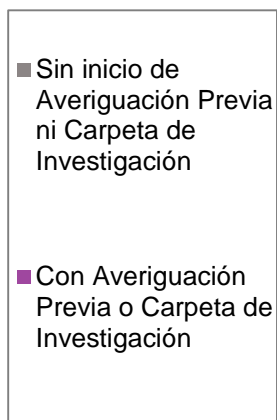 Sin inicio de
Averiguación Previa
ni Carpeta de
Investigación
Con Averiguación
Previa o Carpeta de
Investigación